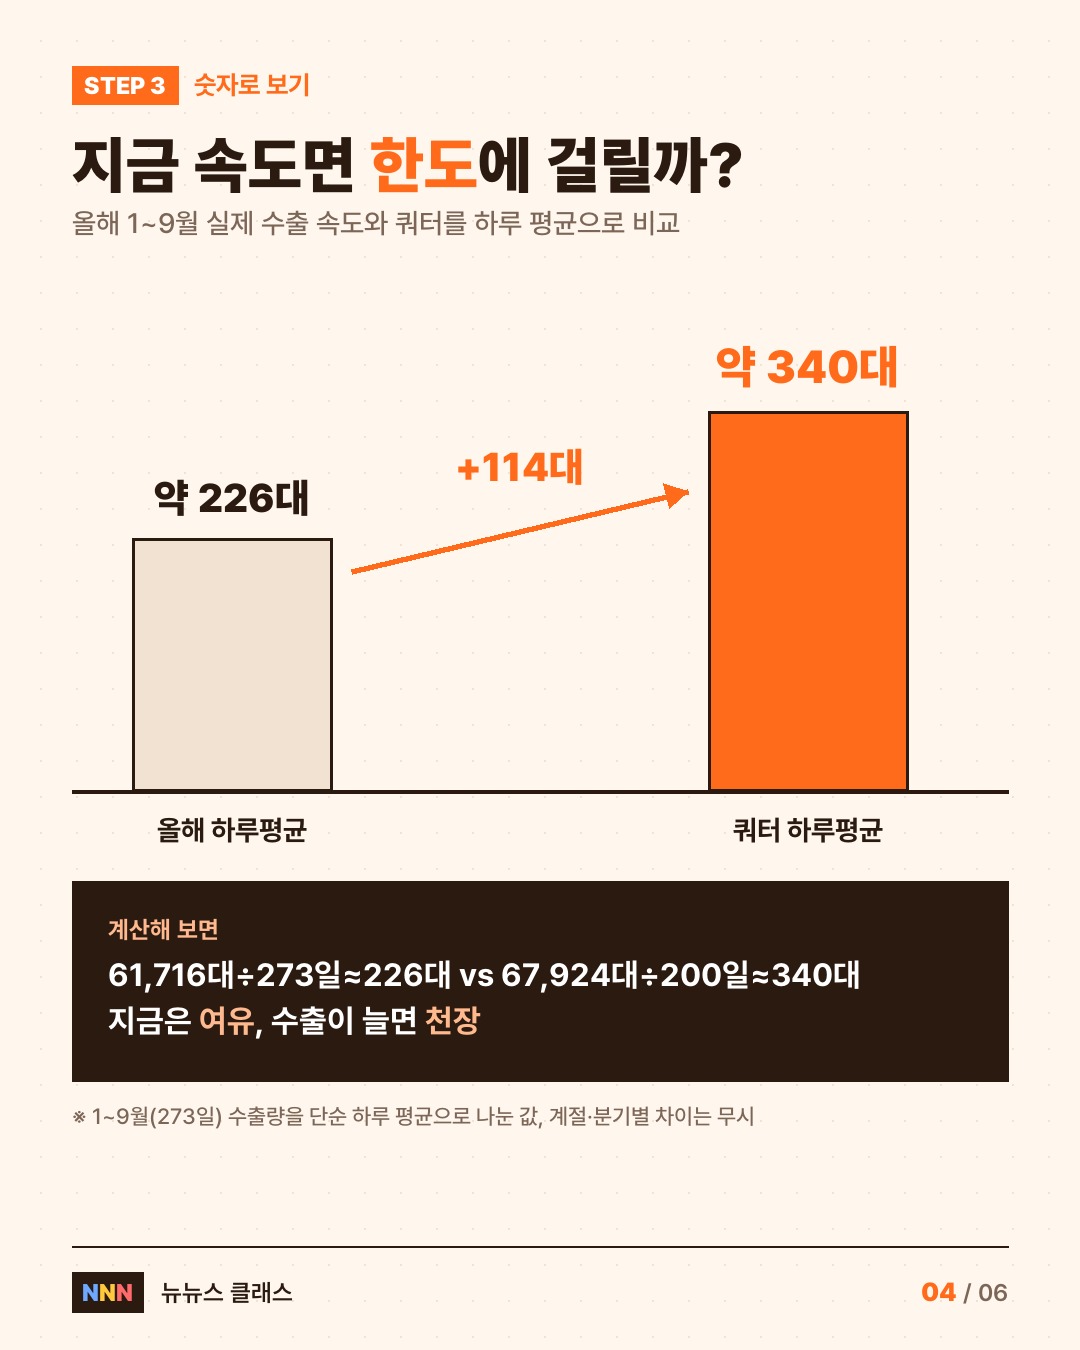 STEP 3 숫자로 보기
지금 속도면 한도에 걸릴까?
올해 1~9월 실제 수출 속도와 쿼터를 하루 평균으로 비교
약 340대
+114대
약 226대
올해 하루평균
쿼터 하루평균
계산해 보면
61,716대÷273일≈226대 vs 67,924대÷200일≈340대
지금은 여유, 수출이 늘면 천장
※ 1~9월(273일) 수출량을 단순 하루 평균으로 나눈 값, 계절·분기별 차이는 무시
NNN 뉴뉴스 클래스
04 / 06